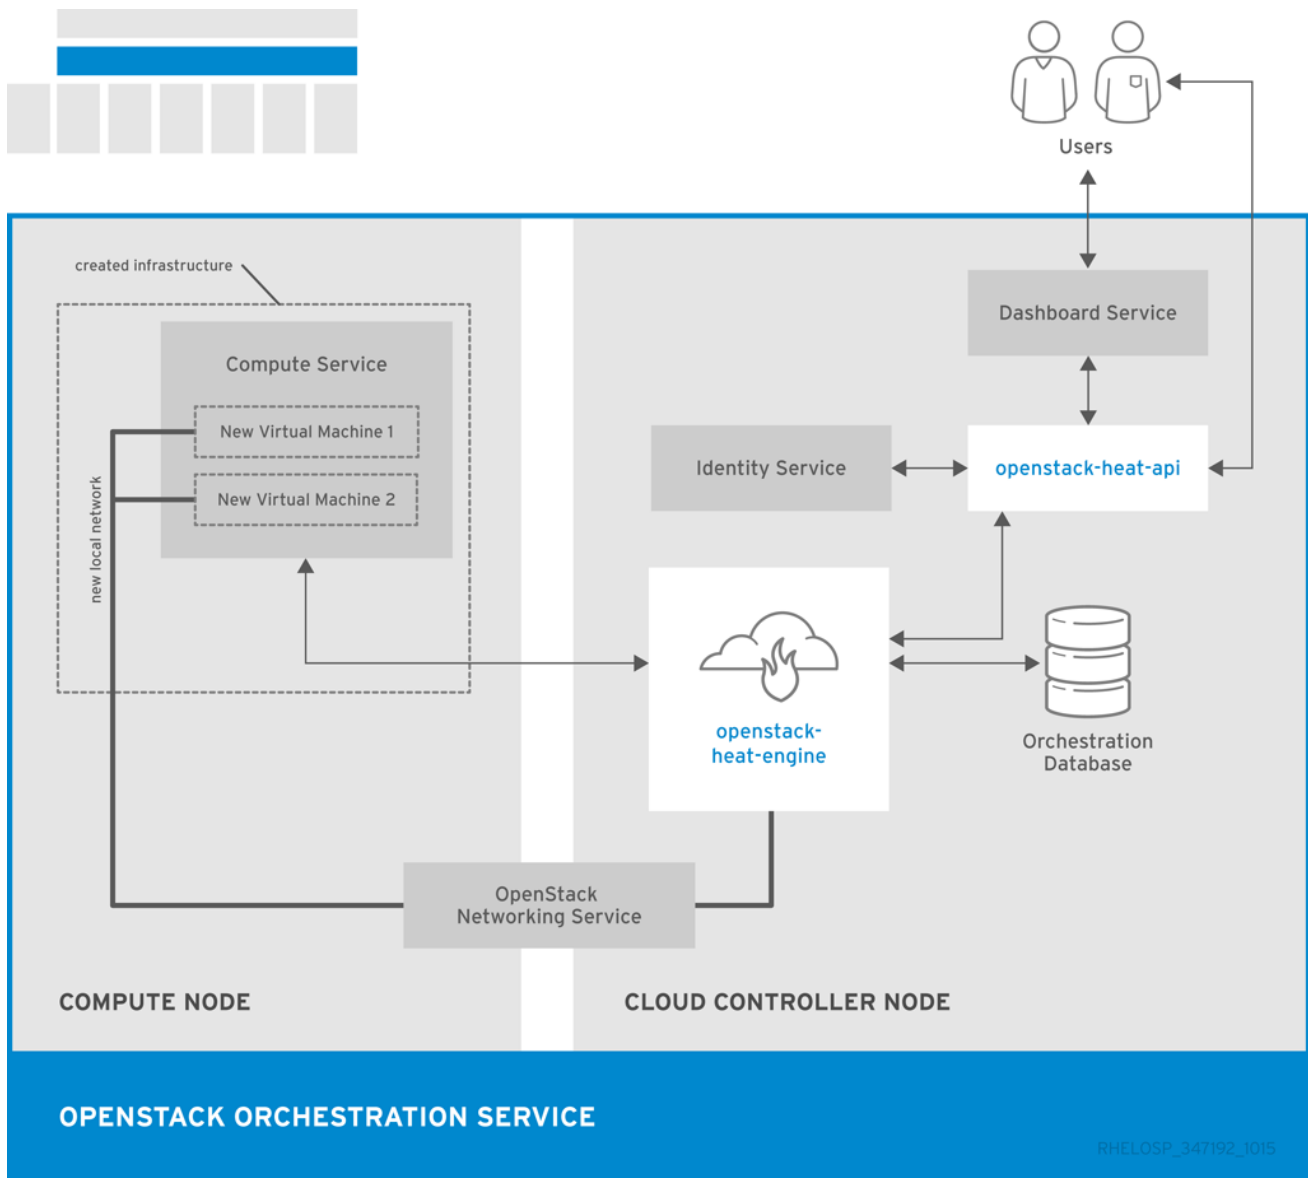 Users
created infrastructure
Dashboard Service
Compute Service
New Virtual Machine 1
Identity Service
openstack-heat-api
New Virtual Machine 2
new local network
openstack-
heat-engine
Orchestration
Database
OpenStack
Networking Service
COMPUTE NODE
CLOUD CONTROLLER NODE
OPENSTACK ORCHESTRATION SERVICE
RHELOSP_347192_1015